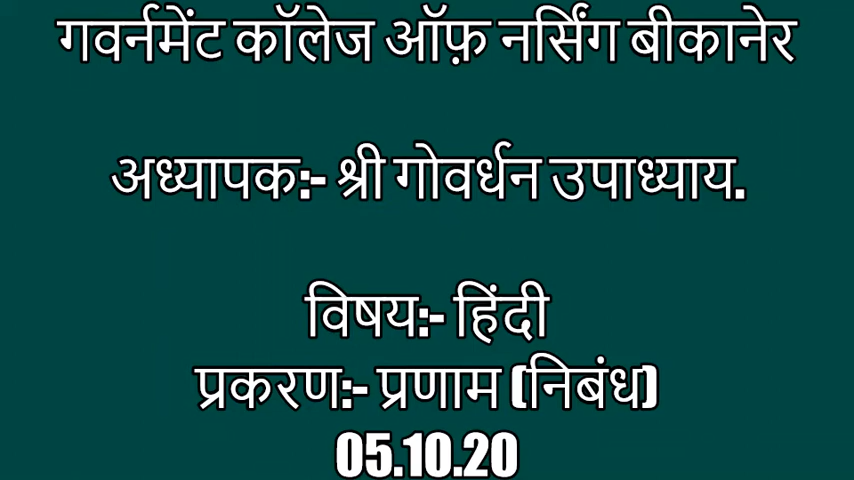 गवर्नमेंट कॉलेज ऑफ़ नर्सिंग बीकानेर
अध्यापक:- श्री गोवर्धन उपाध्याय.
विषय:- हिंदी
प्रकरण:- प्रणाम (निबंध)
05.10.20